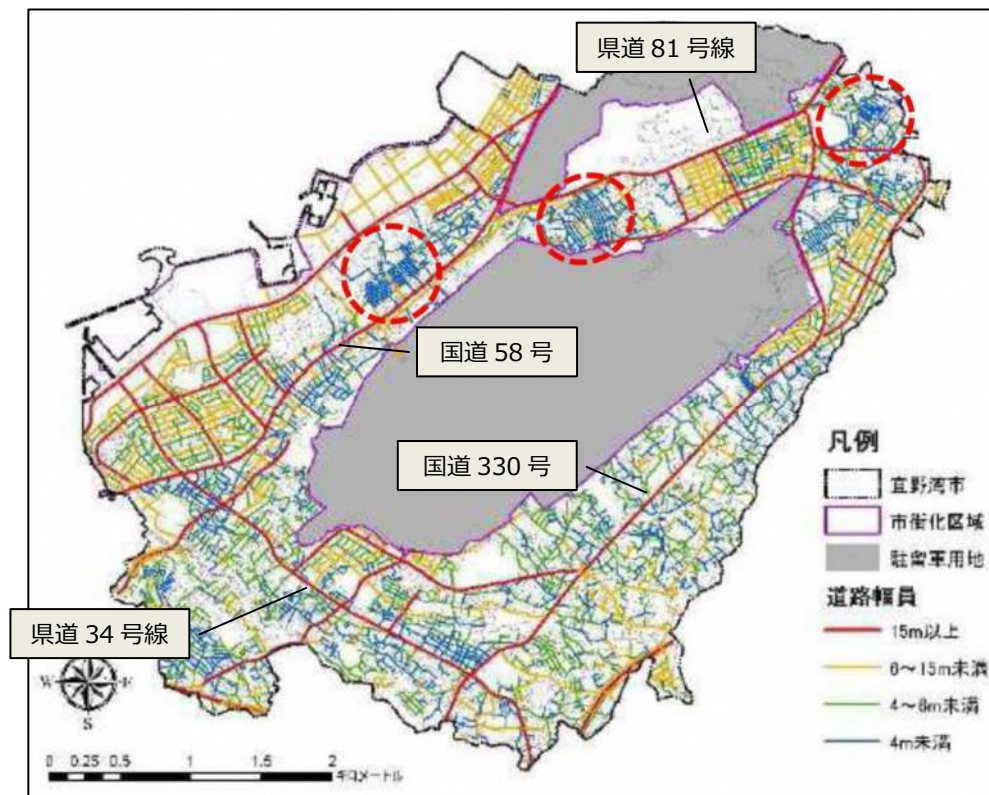 県道 81 号線
国道 58 号
国道 330 号
県道 34 号線
凡例
宜野湾市
市街化区域
駐留軍用地
道路幅員
15m以上
6～15m未満
4～6m未満
4m未満
W E
S
0 0.25 0.5 1 1.5 2
キロメートル